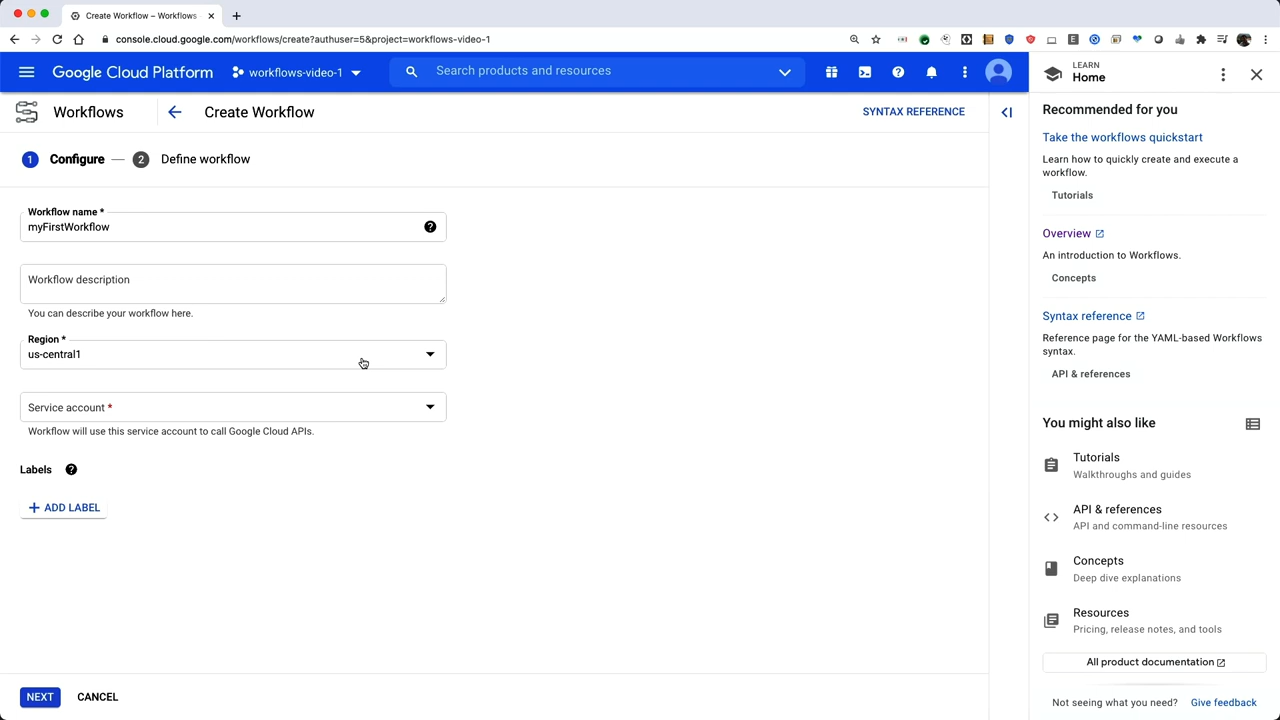 Create Workflow – Workflows
console.cloud.google.com/workflows/create?authuser=5&project=workflows-video-1
Google Cloud Platform
workflows-video-1
Search products and resources
LEARN
Home
Workflows
Create Workflow
SYNTAX REFERENCE
1 Configure — 2 Define workflow
Workflow name *
myFirstWorkflow
Workflow description
You can describe your workflow here.
Region *
us-central1
Service account *
Workflow will use this service account to call Google Cloud APIs.
Labels
+ ADD LABEL
NEXT
CANCEL
Recommended for you
Take the workflows quickstart
Learn how to quickly create and execute a
workflow.
Tutorials
Overview
An introduction to Workflows.
Concepts
Syntax reference
Reference page for the YAML-based Workflows
syntax.
API & references
You might also like
Tutorials
Walkthroughs and guides
API & references
API and command-line resources
Concepts
Deep dive explanations
Resources
Pricing, release notes, and tools
All product documentation
Not seeing what you need? Give feedback